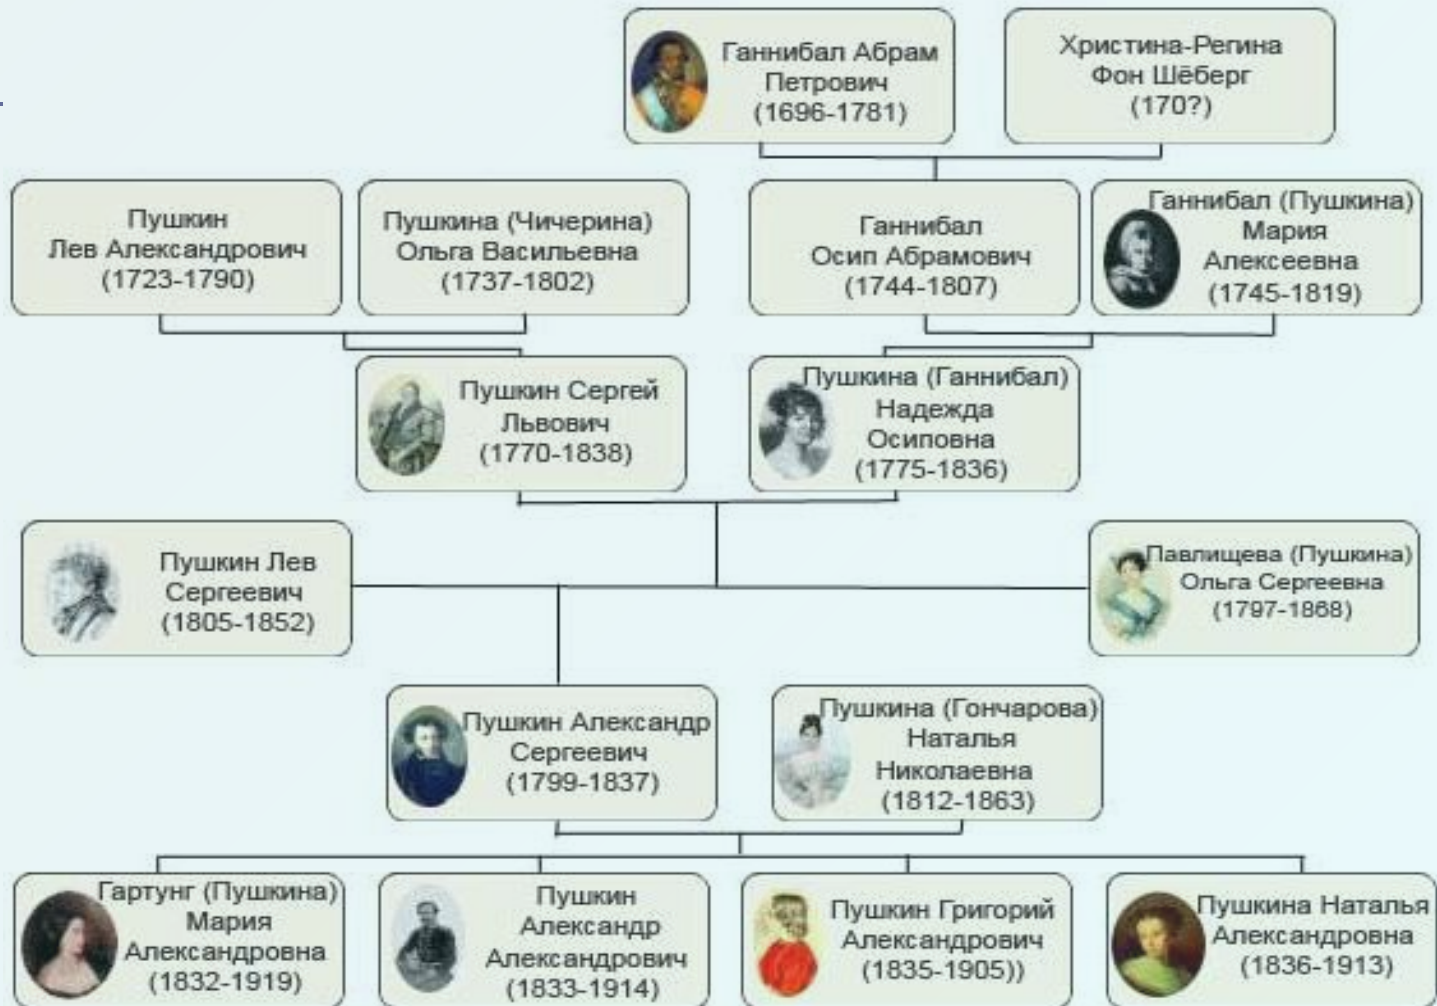 Ганнибал Абрам
Петрович
(1696-1781)
Христина-Регина
Фон Шёберг
(170?)
Пушкин
Лев Александрович
(1723-1790)
Пушкина (Чичерина)
Ольга Васильевна
(1737-1802)
Ганнибал
Осип Абрамович
(1744-1807)
Ганнибал (Пушкина)
Мария
Алексеевна
(1745-1819)
Пушкин Сергей
Львович
(1770-1838)
Пушкина (Ганнибал)
Надежда
Осиповна
(1775-1836)
Пушкин Лев
Сергеевич
(1805-1852)
Павлищева (Пушкина)
Ольга Сергеевна
(1797-1868)
Пушкин Александр
Сергеевич
(1799-1837)
Пушкина (Гончарова)
Наталья
Николаевна
(1812-1863)
Гартунг (Пушкина)
Мария
Александровна
(1832-1919)
Пушкин
Александр
Александрович
(1833-1914)
Пушкин Григорий
Александрович
(1835-1905))
Пушкина Наталья
Александровна
(1836-1913)